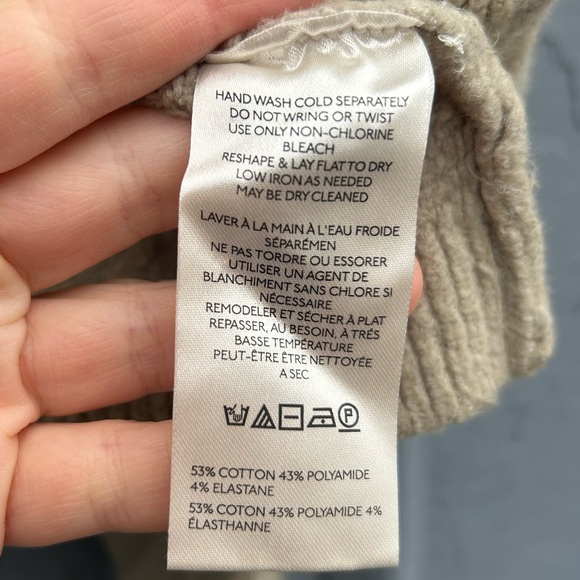 HAND WASH COLD SEPARATELY
DO NOT WRING OR TWIST
USE ONLY NON-CHLORINE
BLEACH
RESHAPE & LAY FLAT TO DRY
LOW IRON AS NEEDED
MAY BE DRY CLEANED
LAVER À LA MAIN À L'EAU FROIDE
SÉPARÉMEN
NE PAS TORDRE OU ESSORER
UTILISER UN AGENT DE
BLANCHIMENT SANS CHLORE SI
NÉCESSAIRE
REMODELER ET SÉCHER À PLAT
REPASSER, AU BESOIN, À TRÉS
BASSE TEMPÉRATURE
PEUT-ÊTRE ÊTRE NETTOYÉE
A SEC
P
53% COTTON 43% POLYAMIDE
4% ELASTANE
53% COTON 43% POLYAMIDE 4%
ÉLASTHANNE